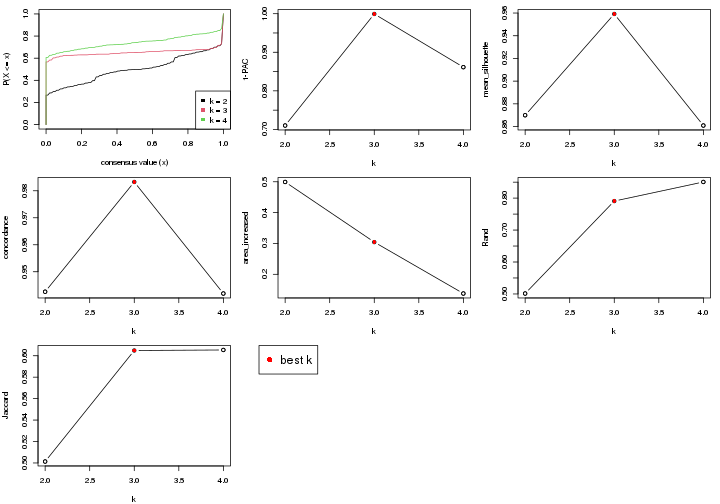 P(X <= x)
0.0 0.2 0.4 0.6 0.8 1.0
0.0 0.2 0.4 0.6 0.8 1.0
consensus value (x)
k = 2
k = 3
k = 4
1-PAC
0.70 0.80 0.90 1.00
2.0 2.5 3.0 3.5 4.0
k
mean_silhouette
0.86 0.88 0.90 0.92 0.94 0.96
2.0 2.5 3.0 3.5 4.0
k
concordance
0.95 0.96 0.97 0.98
2.0 2.5 3.0 3.5 4.0
k
area_increased
0.2 0.3 0.4 0.5
2.0 2.5 3.0 3.5 4.0
k
Rand
0.50 0.60 0.70 0.80
2.0 2.5 3.0 3.5 4.0
k
Jaccard
0.50 0.52 0.54 0.56 0.58 0.60
2.0 2.5 3.0 3.5 4.0
k
best k